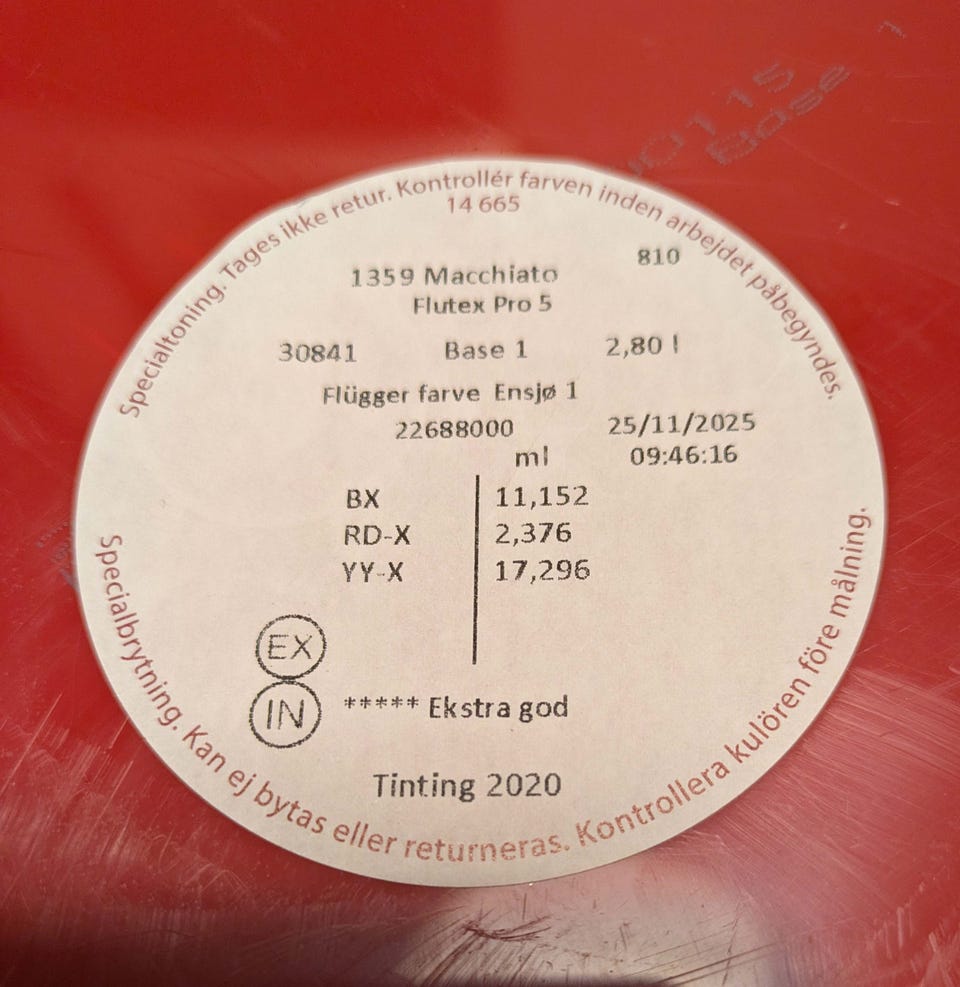 Specialtoning. Tages ikke retur. Kontrollér farven inden arbejdet påbegyndes.
14 665
810
1359 Macchiato
Flutex Pro 5
30841 Base 1 2,80 l
Flügger farve Ensjø 1
22688000 25/11/2025
ml 09:46:16
BX 11,152
RD-X 2,376
YY-X 17,296
EX
IN ***** Ekstra god
Tinting 2020
Specialbrytning. Kan ej bytas eller returneras. Kontrollera kulören före målning.
Base